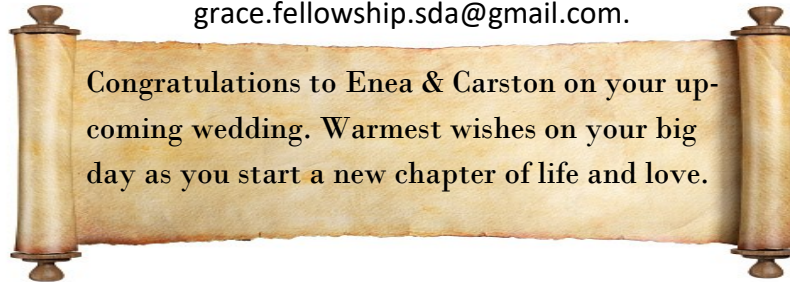 grace.fellowship.sda@gmail.com.
Congratulations to Enea & Carston on your up-
coming wedding. Warmest wishes on your big
day as you start a new chapter of life and love.